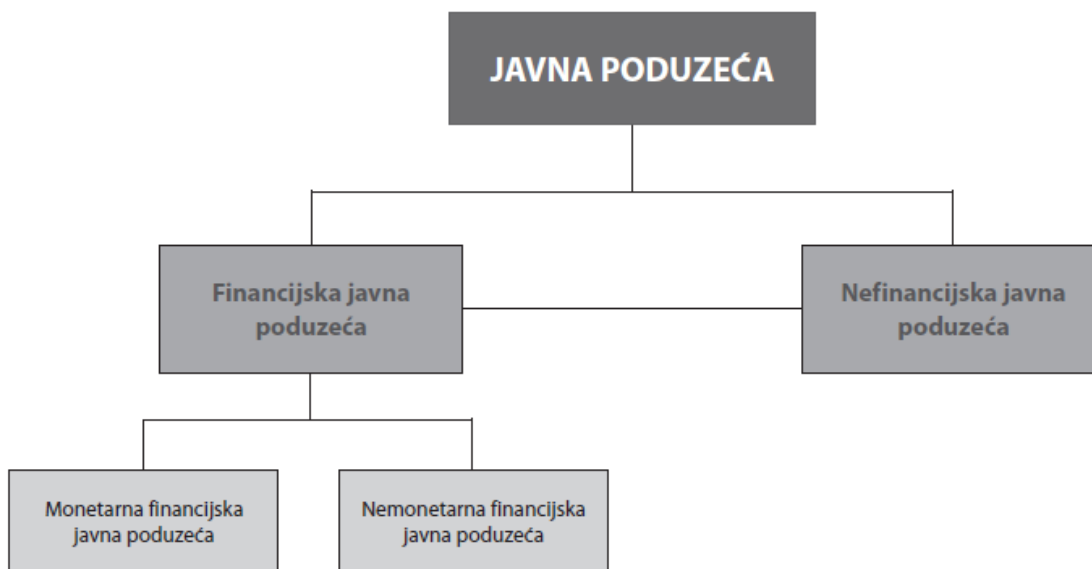 JAVNA PODUZEĆA
Financijska javna
poduzeća
Nefinancijska javna
poduzeća
Monetarna financijska
javna poduzeća
Nemonetarna financijska
javna poduzeća